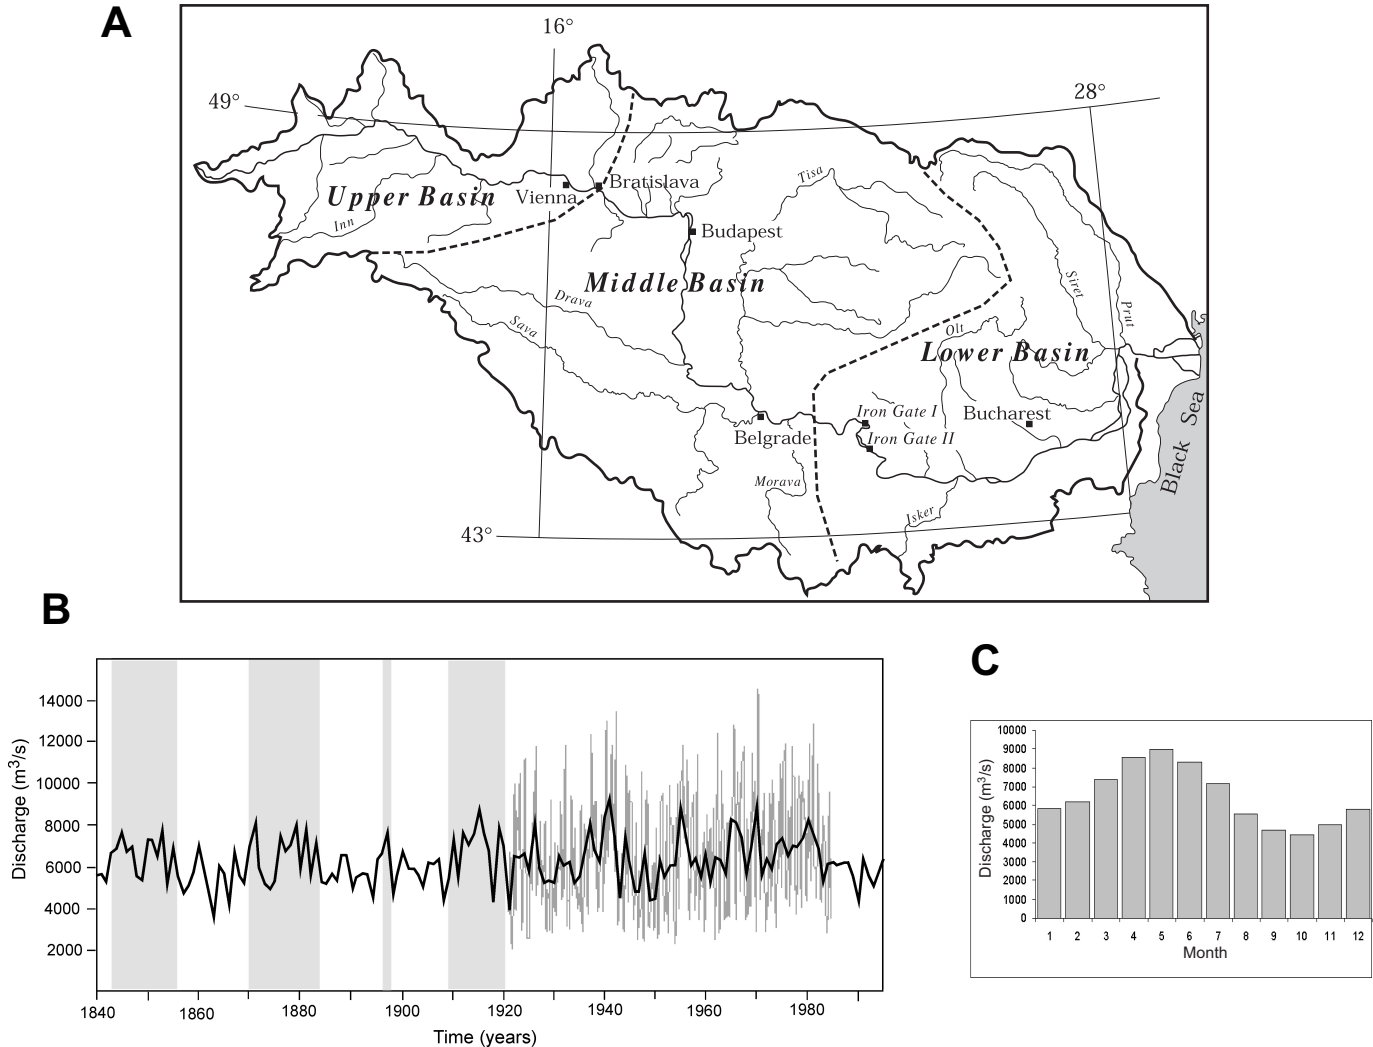 A
16°
49°
28°
Tisa
Bratislava
Upper Basin
Vienna
Inn
Budapest
Middle Basin
Siret
Drava
Prut
Sava
Olt
Lower Basin
Iron Gate I
Bucharest
Belgrade
Iron Gate II
Black Sea
Morava
Isker
43°
B
14000
12000
10000
8000
6000
4000
2000
Discharge (m³/s)
1840 1860 1880 1900 1920 1940 1960 1980
Time (years)
C
10000
9000
8000
7000
6000
5000
4000
3000
2000
1000
0
Discharge (m³/s)
1 2 3 4 5 6 7 8 9 10 11 12
Month